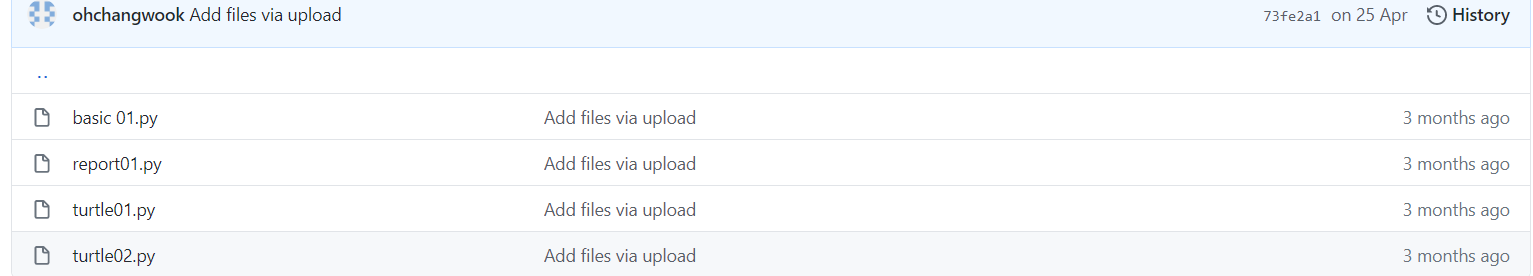 ohchangwook Add files via upload 73fe2a1 on 25 Apr History
..
basic 01.py Add files via upload 3 months ago
report01.py Add files via upload 3 months ago
turtle01.py Add files via upload 3 months ago
turtle02.py Add files via upload 3 months ago